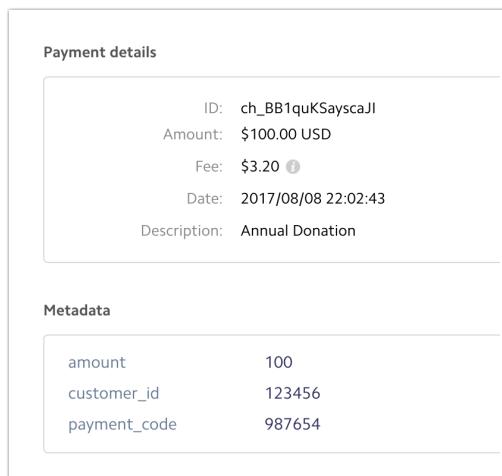 Payment details
ID: ch_BB1quKSayscaJI
Amount: $100.00 USD
Fee: $3.20
Date: 2017/08/08 22:02:43
Description: Annual Donation
Metadata
amount 100
customer_id 123456
payment_code 987654